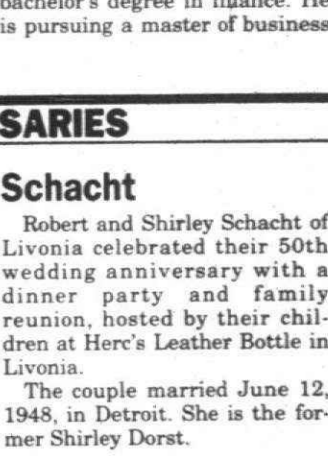 bachelor's degree in finance. He
is pursuing a master of business
SARIES
Schacht
Robert and Shirley Schacht of
Livonia celebrated their 50th
wedding anniversary with a
dinner party and family
reunion, hosted by their chil-
dren at Herc's Leather Bottle in
Livonia.
The couple married June 12,
1948, in Detroit. She is the for-
mer Shirley Dorst.